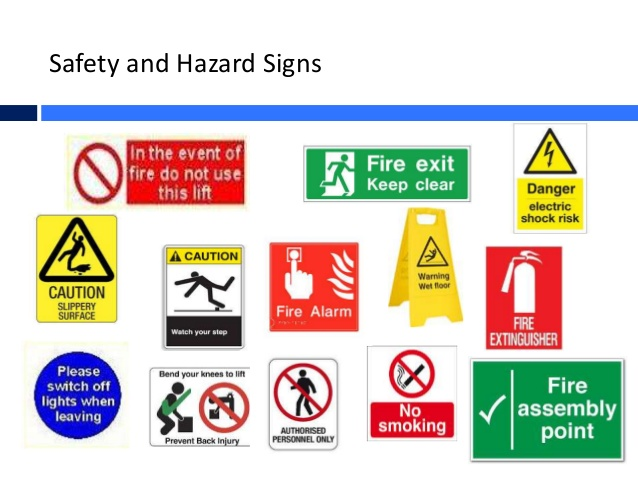 Safety and Hazard Signs
In the event of
fire do not use
this lift
Fire exit
Keep clear
Danger
electric
shock risk
CAUTION
SLIPPERY
SURFACE
CAUTION
Watch your step
Fire Alarm
Warning
Wet floor
FIRE
EXTINGUISHER
Please
switch off
lights when
leaving
Bend your knees to lift
Prevent Back Injury
AUTHORISED
PERSONNEL ONLY
No
smoking
Fire
assembly
point